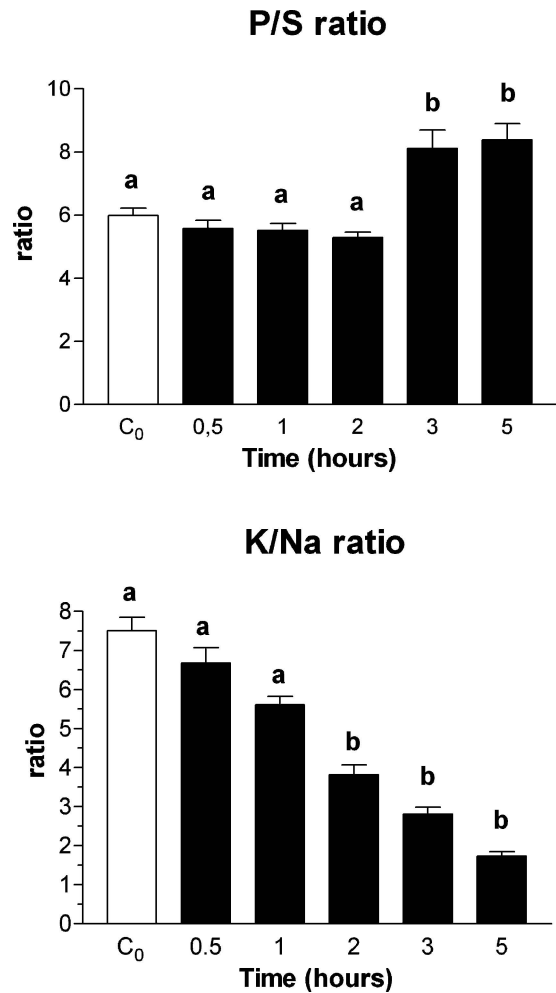 P/S ratio
10
8
6
4
2
0
ratio
a a a a b b
C₀ 0,5 1 2 3 5
Time (hours)
K/Na ratio
8
7
6
5
4
3
2
1
0
ratio
a a a b b b
C₀ 0.5 1 2 3 5
Time (hours)